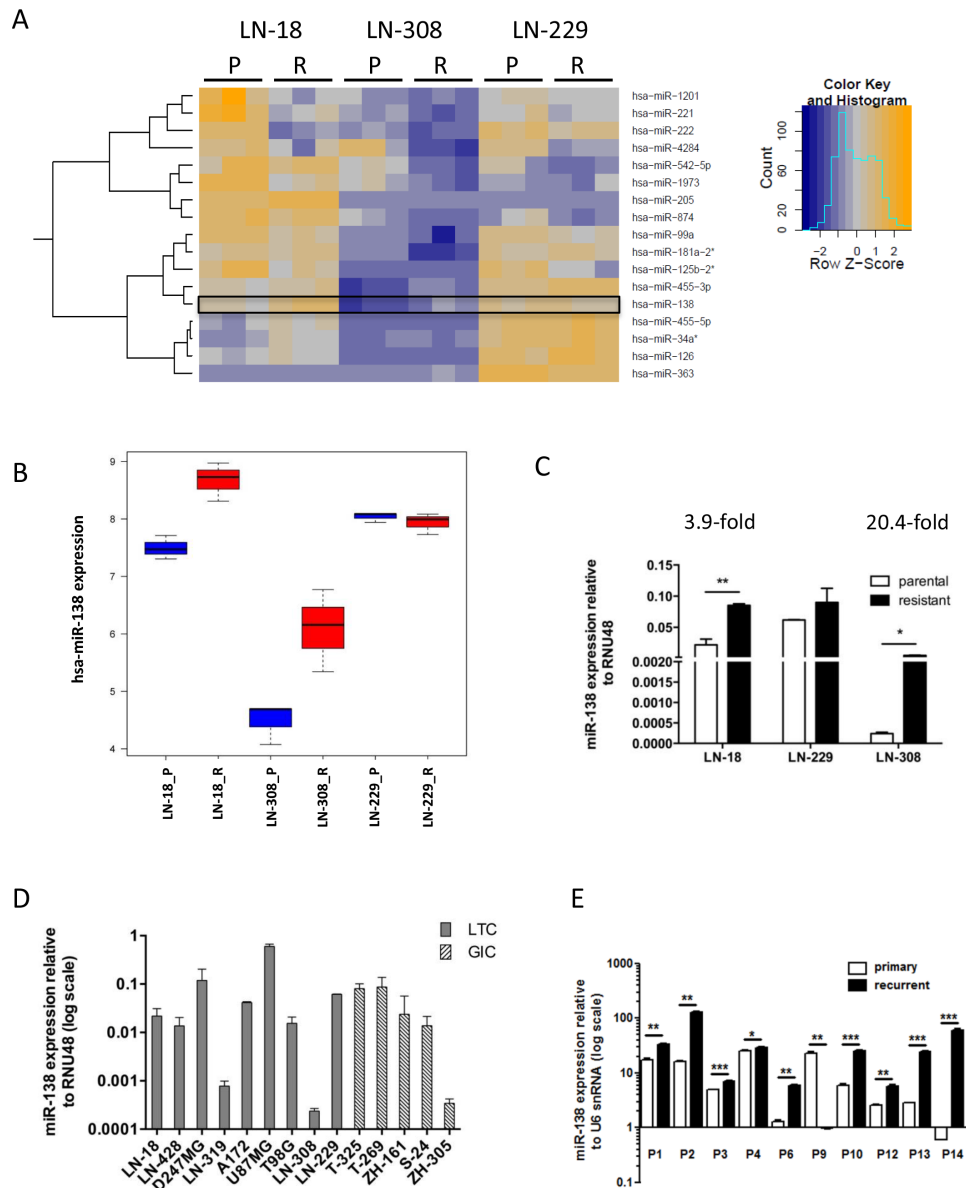 A
LN-18 LN-308 LN-229
P R P R P R
hsa-miR-1201
hsa-miR-221
hsa-miR-222
hsa-miR-4284
hsa-miR-542-5p
hsa-miR-1973
hsa-miR-205
hsa-miR-874
hsa-miR-99a
hsa-miR-181a-2*
hsa-miR-125b-2*
hsa-miR-455-3p
hsa-miR-138
hsa-miR-455-5p
hsa-miR-34a*
hsa-miR-126
hsa-miR-363
Color Key
and Histogram
Count
0 20 60 100
-2 0 1 2
Row Z-Score
B
hsa-miR-138 expression
9
8
7
6
5
4
LN-18_P
LN-18_R
LN-308_P
LN-308_R
LN-229_P
LN-229_R
C
3.9-fold 20.4-fold
miR-138 expression relative
to RNU48
0.15
0.10
0.05
0.0020
0.0015
0.0010
0.0005
0.0000
parental
resistant
** *
LN-18 LN-229 LN-308
D
miR-138 expression relative
to RNU48 (log scale)
1
0.1
0.01
0.001
0.0001
LTC
GIC
LN-18
LN-428
D247MG
LN-319
A172
U87MG
T98G
LN-308
LN-229
T-325
T-269
ZH-161
S-24
ZH-305
E
miR-138 expression relative
to U6 snRNA (log scale)
1000
100
10
1
0.1
primary
recurrent
** ** *** * ** ** *** ** *** ***
P1 P2 P3 P4 P6 P9 P10 P12 P13 P14